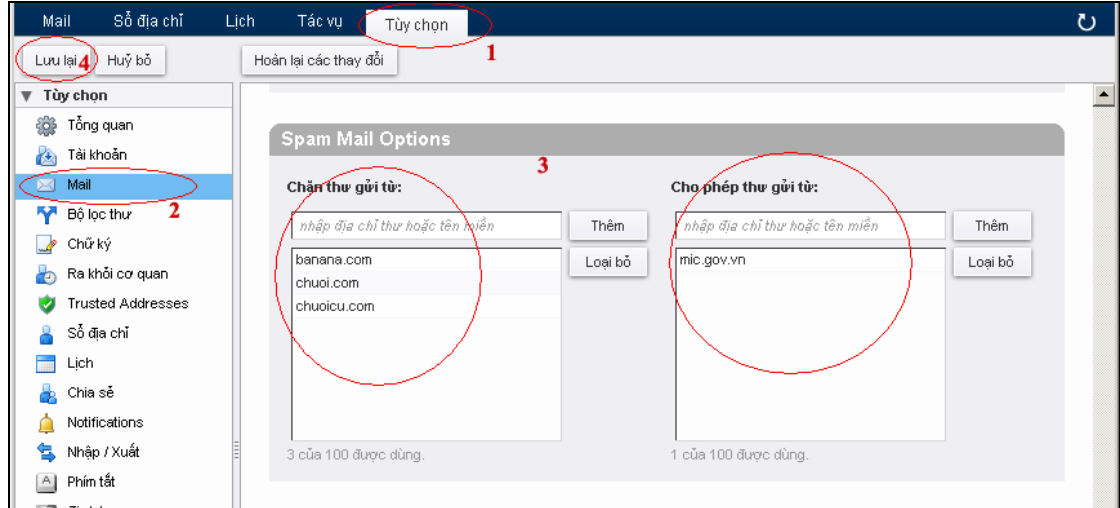 Mail Sổ địa chỉ Lịch Tác vụ Tùy chọn
1
Lưu lại 4 Huỷ bỏ Hoàn lại các thay đổi
Tùy chọn
Tổng quan
Tài khoản
Mail
2
Bộ lọc thư
Chữ ký
Ra khỏi cơ quan
Trusted Addresses
Sổ địa chỉ
Lịch
Chia sẻ
Notifications
Nhập / Xuất
Phím tắt
Spam Mail Options
3
Chặn thư gửi từ:
nhập địa chỉ thư hoặc tên miền Thêm
banana.com Loại bỏ
chuoi.com
chuoicu.com
3 của 100 được dùng.
Cho phép thư gửi từ:
nhập địa chỉ thư hoặc tên miền Thêm
mic.gov.vn Loại bỏ
1 của 100 được dùng.